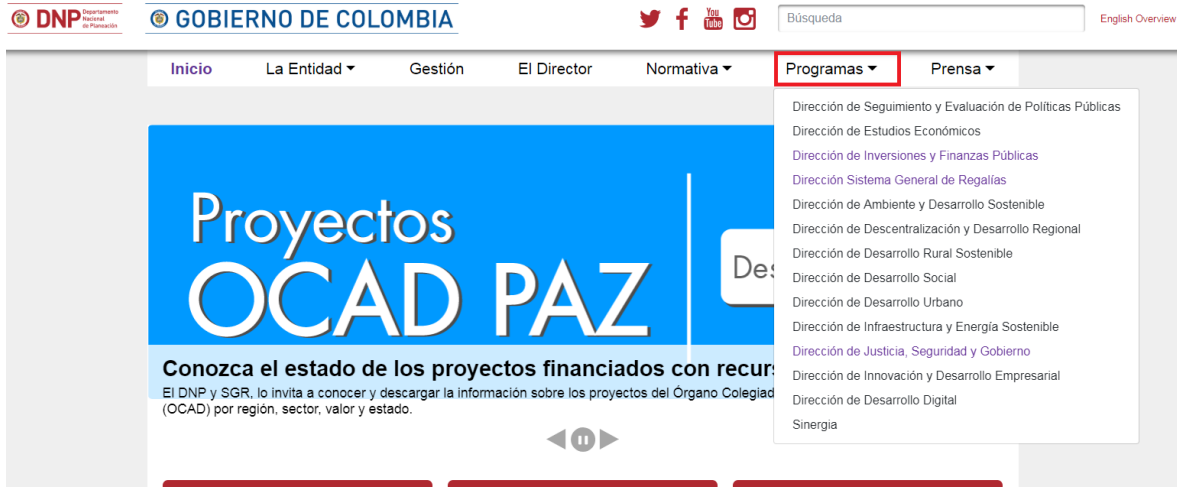 DNP Departamento
Nacional
de Planeación
GOBIERNO DE COLOMBIA
You
Tube
Búsqueda
English Overview
Inicio La Entidad Gestión El Director Normativa Programas Prensa
Dirección de Seguimiento y Evaluación de Políticas Públicas
Dirección de Estudios Económicos
Dirección de Inversiones y Finanzas Públicas
Dirección Sistema General de Regalías
Dirección de Ambiente y Desarrollo Sostenible
Dirección de Descentralización y Desarrollo Regional
Dirección de Desarrollo Rural Sostenible
Dirección de Desarrollo Social
Dirección de Desarrollo Urbano
Dirección de Infraestructura y Energía Sostenible
Dirección de Justicia, Seguridad y Gobierno
Dirección de Innovación y Desarrollo Empresarial
Dirección de Desarrollo Digital
Sinergia
Proyectos
OCAD PAZ
Des
Conozca el estado de los proyectos financiados con recur
El DNP y SGR, lo invita a conocer y descargar la información sobre los proyectos del Órgano Colegiad
(OCAD) por región, sector, valor y estado.